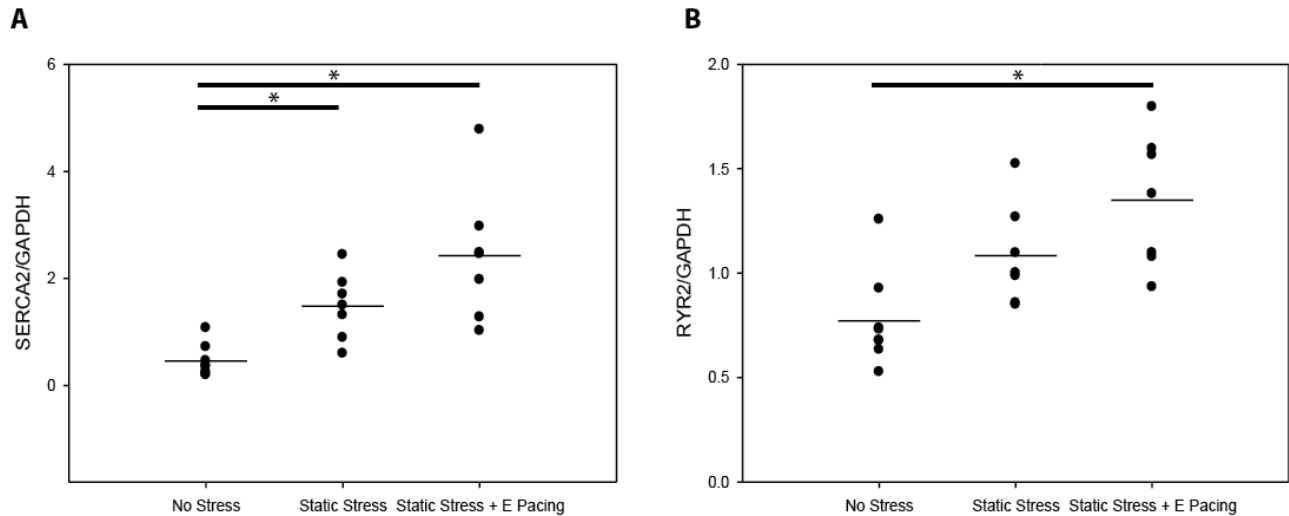 A
SERCA2/GAPDH
6
4
2
0
*
*
No Stress
Static Stress
Static Stress + E Pacing
B
RYR2/GAPDH
2.0
1.5
1.0
0.5
0.0
*
No Stress
Static Stress
Static Stress + E Pacing